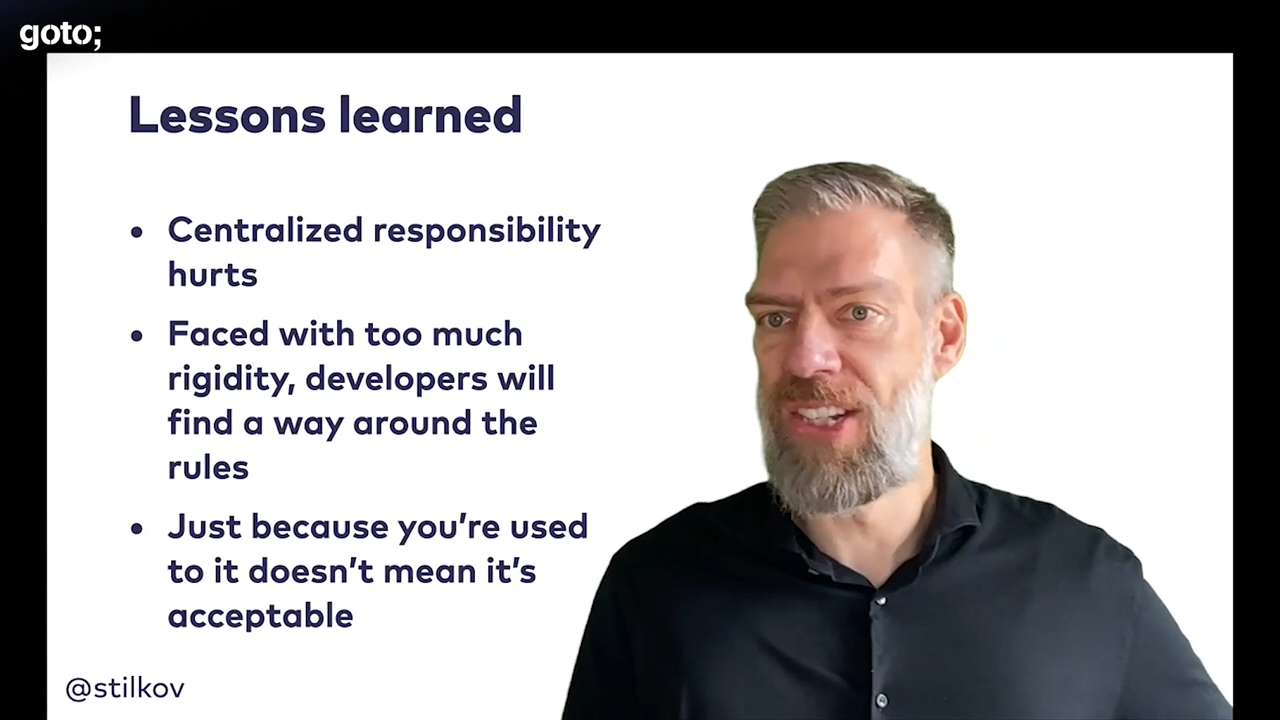 goto;
Lessons learned
• Centralized responsibility
hurts
• Faced with too much
rigidity, developers will
find a way around the
rules
• Just because you’re used
to it doesn’t mean it’s
acceptable
@stilkov